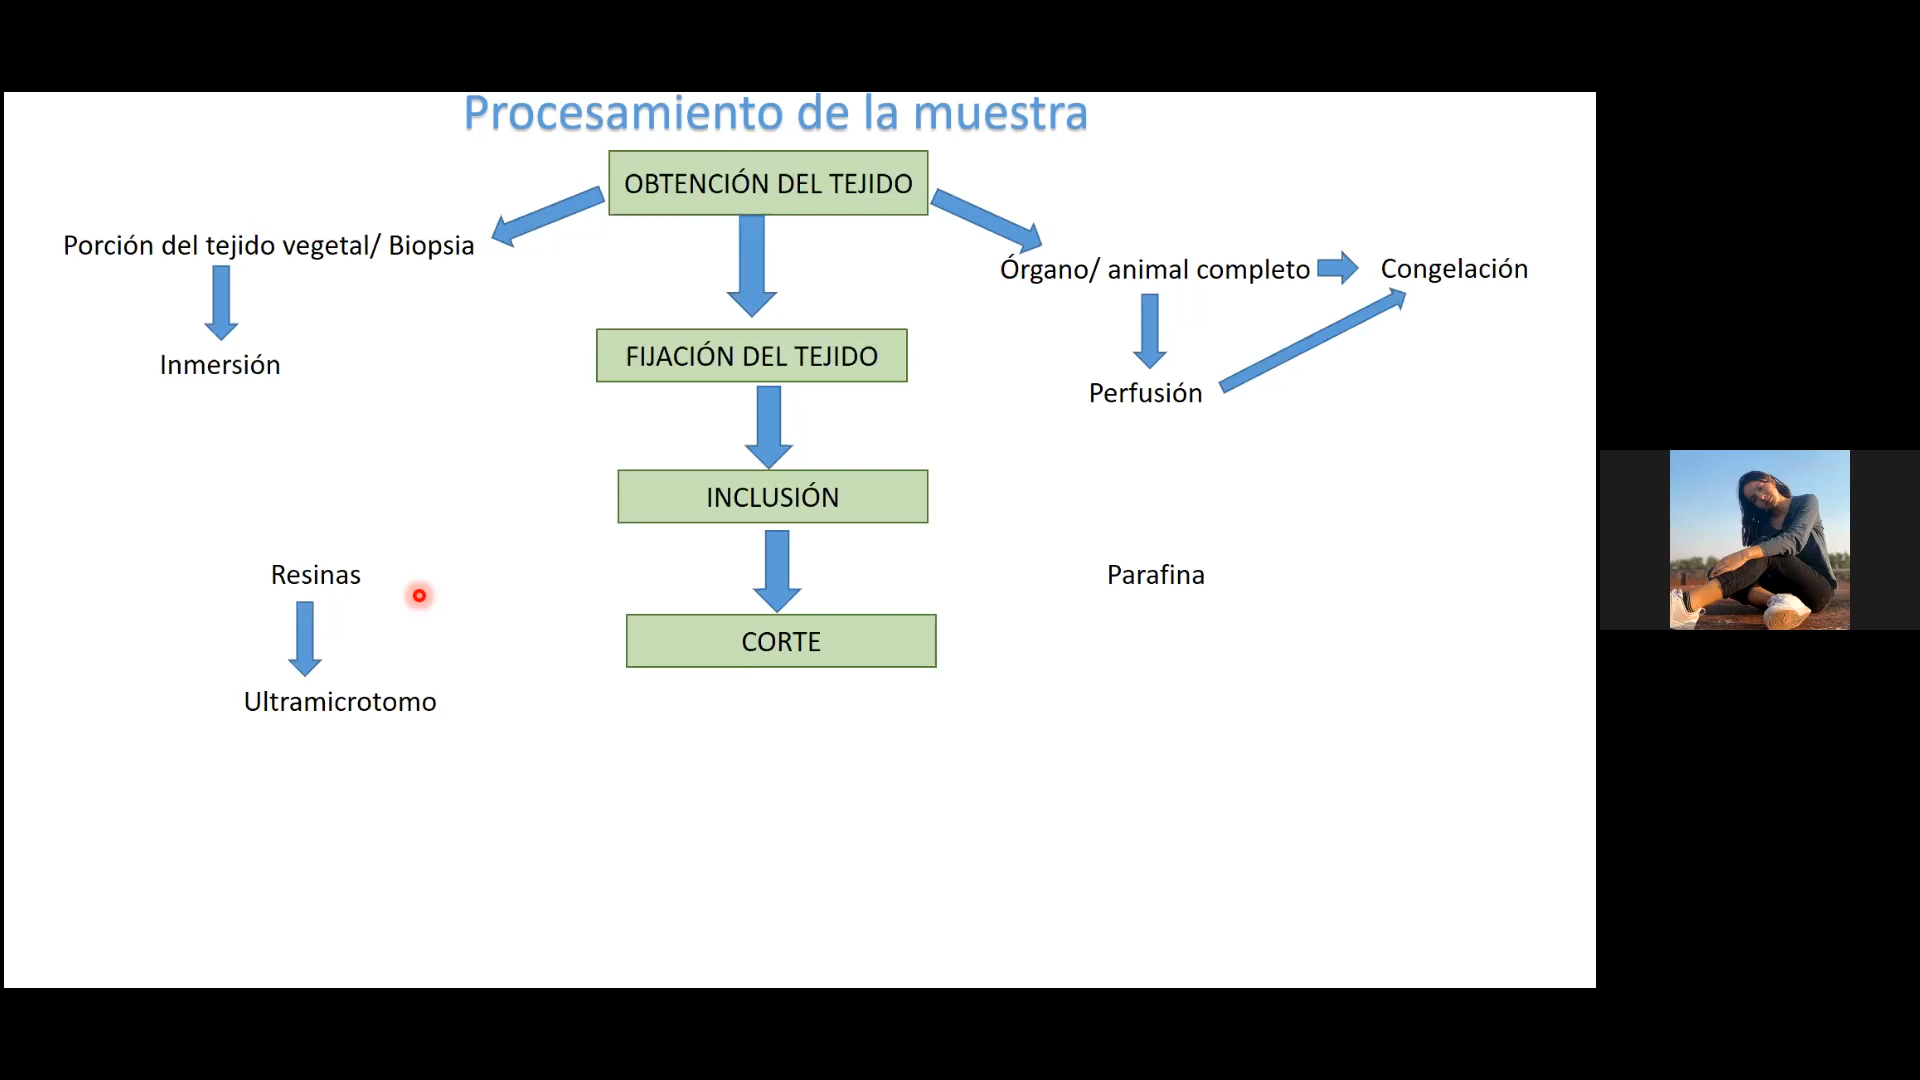 Procesamiento de la muestra
OBTENCIÓN DEL TEJIDO
Porción del tejido vegetal/ Biopsia
Órgano/ animal completo
Congelación
Inmersión
FIJACIÓN DEL TEJIDO
Perfusión
INCLUSIÓN
Resinas
Parafina
CORTE
Ultramicrotomo